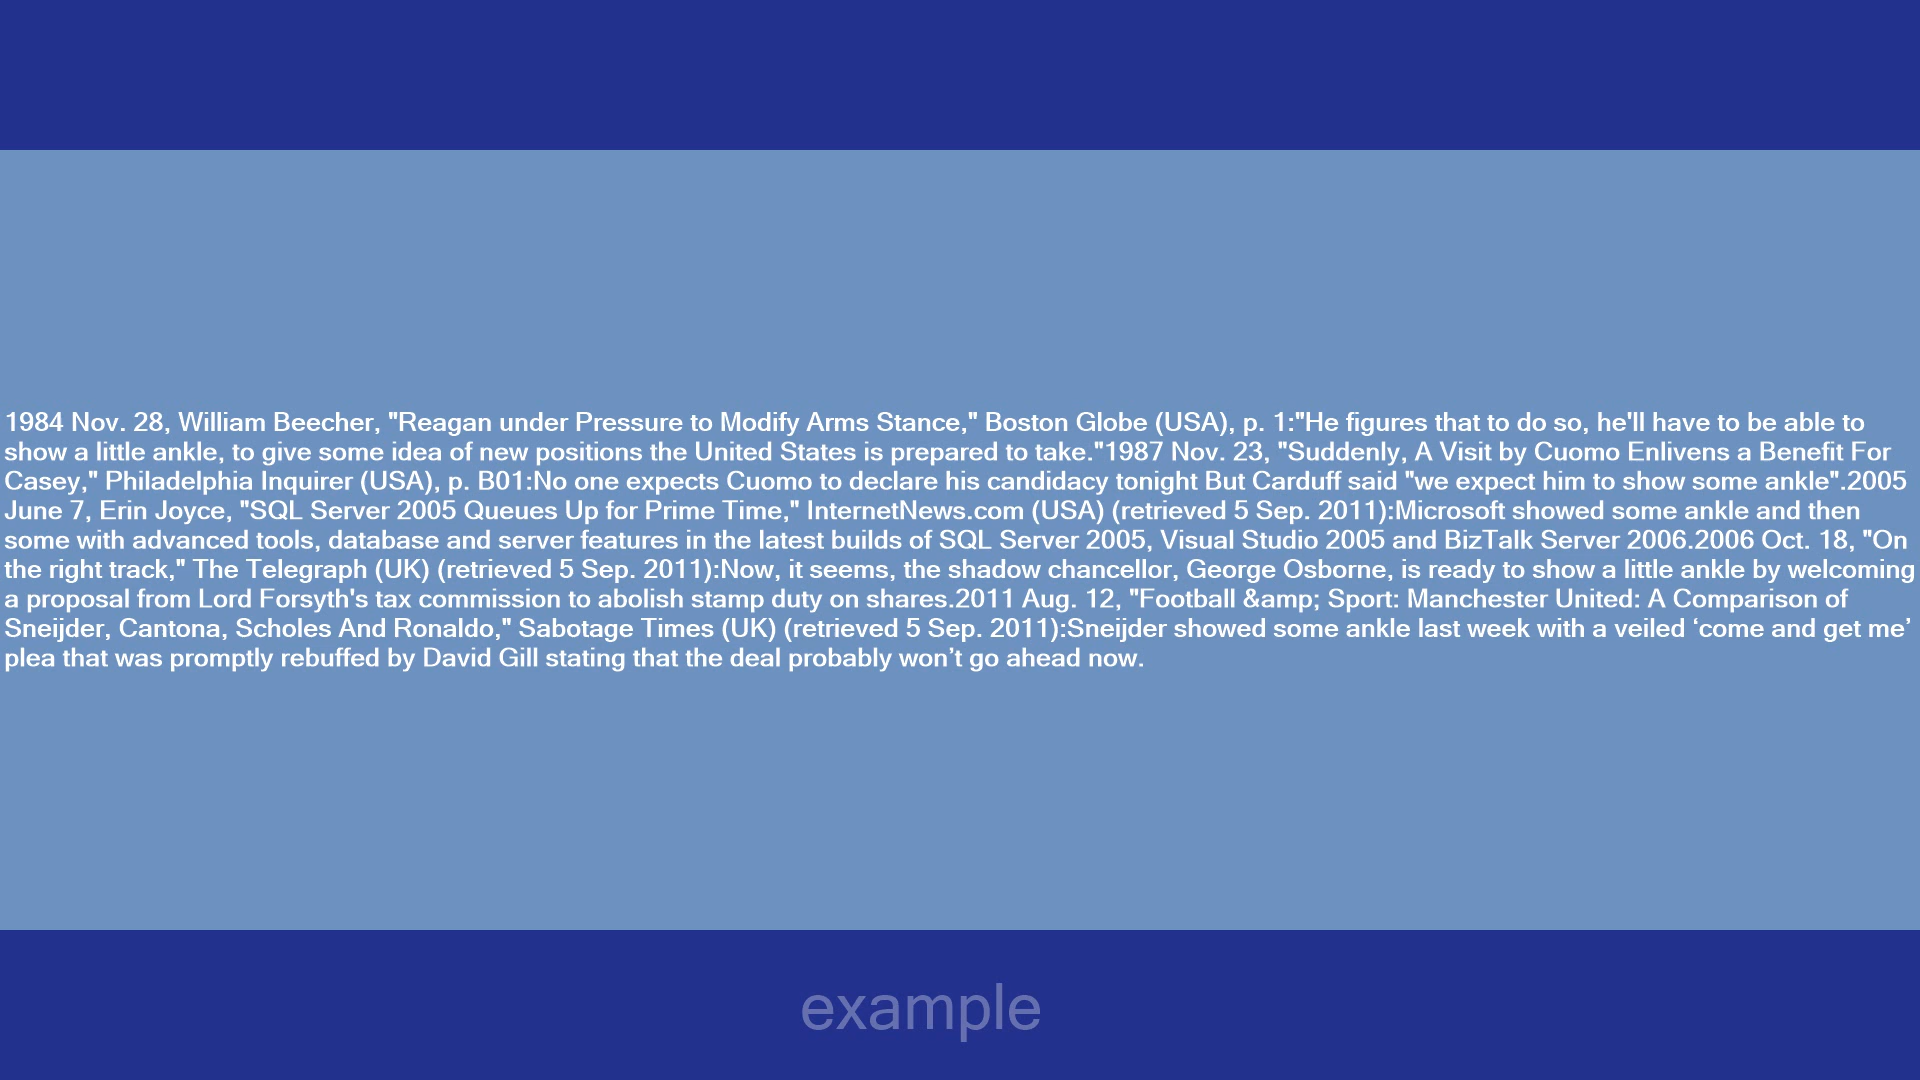 1984 Nov. 28, William Beecher, "Reagan under Pressure to Modify Arms Stance," Boston Globe (USA), p. 1:"He figures that to do so, he'll have to be able to
show a little ankle, to give some idea of new positions the United States is prepared to take."1987 Nov. 23, "Suddenly, A Visit by Cuomo Enlivens a Benefit For
Casey," Philadelphia Inquirer (USA), p. B01:No one expects Cuomo to declare his candidacy tonight But Carduff said "we expect him to show some ankle".2005
June 7, Erin Joyce, "SQL Server 2005 Queues Up for Prime Time," InternetNews.com (USA) (retrieved 5 Sep. 2011):Microsoft showed some ankle and then
some with advanced tools, database and server features in the latest builds of SQL Server 2005, Visual Studio 2005 and BizTalk Server 2006.2006 Oct. 18, "On
the right track," The Telegraph (UK) (retrieved 5 Sep. 2011):Now, it seems, the shadow chancellor, George Osborne, is ready to show a little ankle by welcoming
a proposal from Lord Forsyth's tax commission to abolish stamp duty on shares.2011 Aug. 12, "Football &amp; Sport: Manchester United: A Comparison of
Sneijder, Cantona, Scholes And Ronaldo," Sabotage Times (UK) (retrieved 5 Sep. 2011):Sneijder showed some ankle last week with a veiled ‘come and get me’
plea that was promptly rebuffed by David Gill stating that the deal probably won’t go ahead now.
example